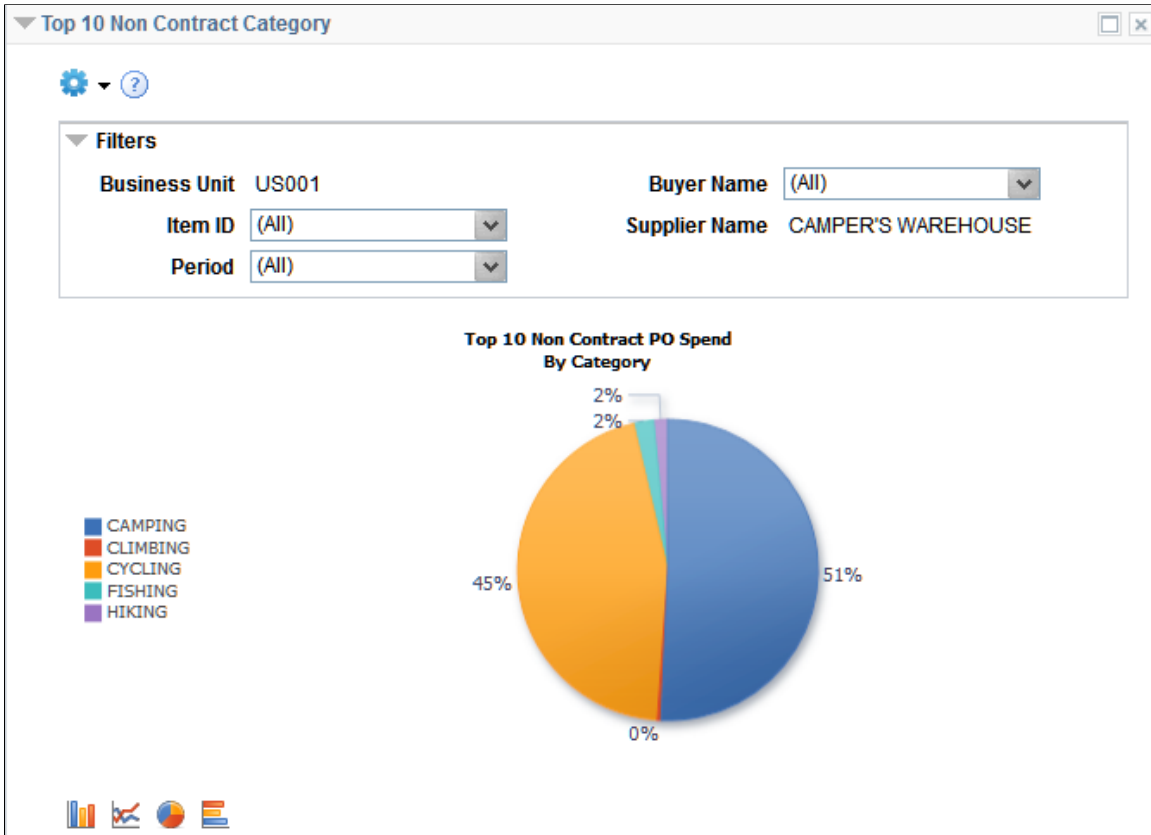 Top 10 Non Contract Category
?
Filters
Business Unit US001
Buyer Name (All)
Item ID (All)
Supplier Name CAMPER'S WAREHOUSE
Period (All)
Top 10 Non Contract PO Spend
By Category
2%
2%
CAMPING
CLIMBING
CYCLING
FISHING
HIKING
45%
51%
0%